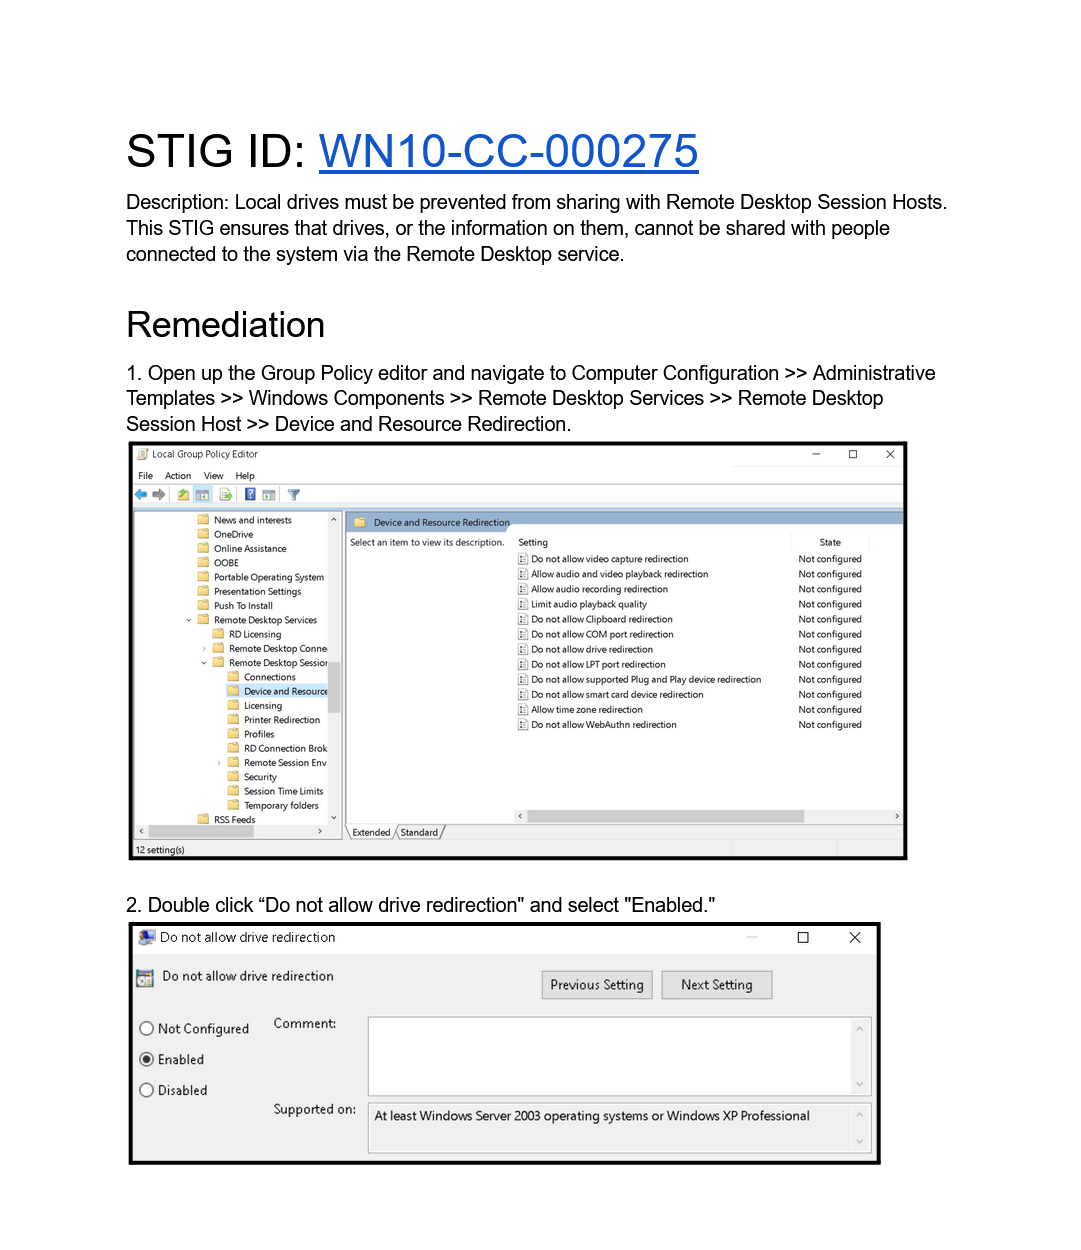 STIG ID: WN10-CC-000275
Description: Local drives must be prevented from sharing with Remote Desktop Session Hosts.
This STIG ensures that drives, or the information on them, cannot be shared with people
connected to the system via the Remote Desktop service.
Remediation
1. Open up the Group Policy editor and navigate to Computer Configuration >> Administrative
Templates >> Windows Components >> Remote Desktop Services >> Remote Desktop
Session Host >> Device and Resource Redirection.
Local Group Policy Editor
File Action View Help
News and interests
OneDrive
Online Assistance
OOBE
Portable Operating System
Presentation Settings
Push To Install
Remote Desktop Services
RD Licensing
Remote Desktop Conne
Remote Desktop Session
Connections
Device and Resource
Licensing
Printer Redirection
Profiles
RD Connection Brok
Remote Session Env
Security
Session Time Limits
Temporary folders
RSS Feeds
Device and Resource Redirection
Select an item to view its description.
Setting State
Do not allow video capture redirection Not configured
Allow audio and video playback redirection Not configured
Allow audio recording redirection Not configured
Limit audio playback quality Not configured
Do not allow Clipboard redirection Not configured
Do not allow COM port redirection Not configured
Do not allow drive redirection Not configured
Do not allow LPT port redirection Not configured
Do not allow supported Plug and Play device redirection Not configured
Do not allow smart card device redirection Not configured
Allow time zone redirection Not configured
Do not allow WebAuthn redirection Not configured
Extended Standard
12 setting(s)
2. Double click “Do not allow drive redirection" and select "Enabled."
Do not allow drive redirection
Do not allow drive redirection
Previous Setting Next Setting
Not Configured
Enabled
Disabled
Comment:
Supported on:
At least Windows Server 2003 operating systems or Windows XP Professional